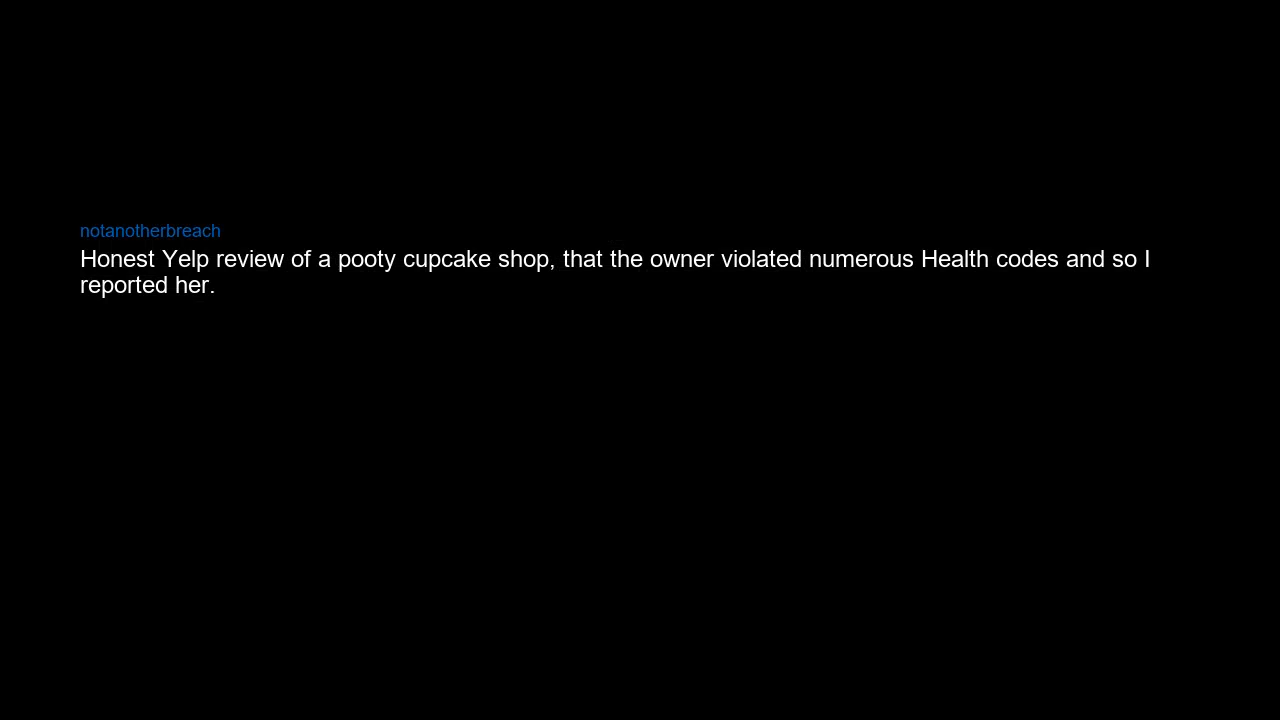 notanotherbreach
Honest Yelp review of a pooty cupcake shop, that the owner violated numerous Health codes and so I
reported her.